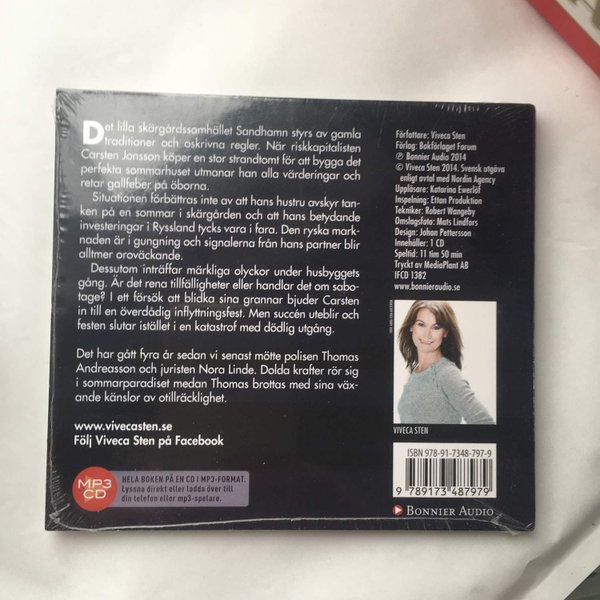 Det lilla skärgårdssamhället Sandhamn styrs av gamla
traditioner och oskrivna regler. När riskkapitalisten
Carsten Jonsson köper en stor strandtomt för att bygga det
perfekta sommarhuset utmanar han alla värderingar och
retar gallfeber på öborna.
Situationen förbättras inte av att hans hustru avskyr tan-
ken på en sommar i skärgården och att hans betydande
investeringar i Ryssland tycks vara i fara. Den ryska mark-
naden är i gungning och signalerna från hans partner blir
alltmer oroväckande.
Dessutom inträffar märkliga olyckor under husbyggets
gång. Är det rena tillfälligheter eller handlar det om sabo-
tage? I ett försök att blidka sina grannar bjuder Carsten
in till en överdådig inflyttningsfest. Men succén uteblir och
festen slutar istället i en katastrof med dödlig utgång.
Det har gått fyra år sedan vi senast mötte polisen Thomas
Andreasson och juristen Nora Linde. Dolda krafter rör sig
i sommarparadiset medan Thomas brottas med sina väx-
ande känslor av otillräcklighet.
www.vivecasten.se
Följ Viveca Sten på Facebook
MP3
CD
HELA BOKEN PÅ EN CD I MP3-FORMAT.
Lyssna direkt eller ladda över till
din telefon eller mp3-spelare.
Författare: Viveca Sten
Förlag: Bokförlaget Forum
℗ Bonnier Audio 2014
© Viveca Sten 2014. Svensk utgåva
enligt avtal med Nordin Agency
Uppläsare: Katarina Ewerlöf
Inspelning: Ettan Produktion
Tekniker: Robert Wangeby
Omslagsfoto: Mats Lindfors
Design: Johan Pettersson
Innehåller: 1 CD
Speltid: 11 tim 50 min
Tryckt av MediaPlant AB
IFCD 1382
www.bonnieraudio.se
VIVECA STEN
ISBN 978-91-7348-797-9
9 789173 487979
BONNIER AUDIO